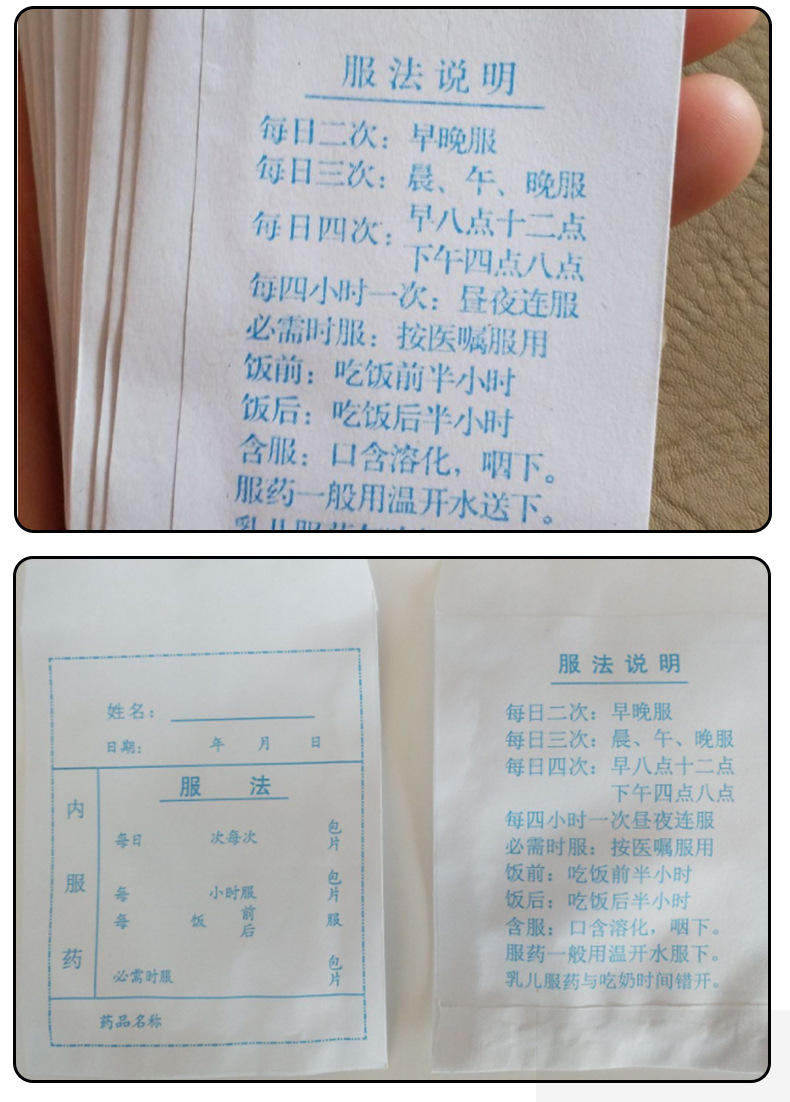 服法说明
每日二次：早晚服
每日三次：晨、午、晚服
每日四次：早八点十二点
下午四点八点
每四小时一次：昼夜连服
必需时服：按医嘱服用
饭前：吃饭前半小时
饭后：吃饭后半小时
含服：口含溶化，咽下。
服药一般用温开水送下。
乳儿服药与吃
姓名：
日期： 年 月 日
内服药
服 法
每日 次每次 包片
每 小时服 包片
每 饭 前后 服
必需时服 包片
药品名称
服法说明
每日二次：早晚服
每日三次：晨、午、晚服
每日四次：早八点十二点
下午四点八点
每四小时一次昼夜连服
必需时服：按医嘱服用
饭前：吃饭前半小时
饭后：吃饭后半小时
含服：口含溶化，咽下。
服药一般用温开水服下。
乳儿服药与吃奶时间错开。